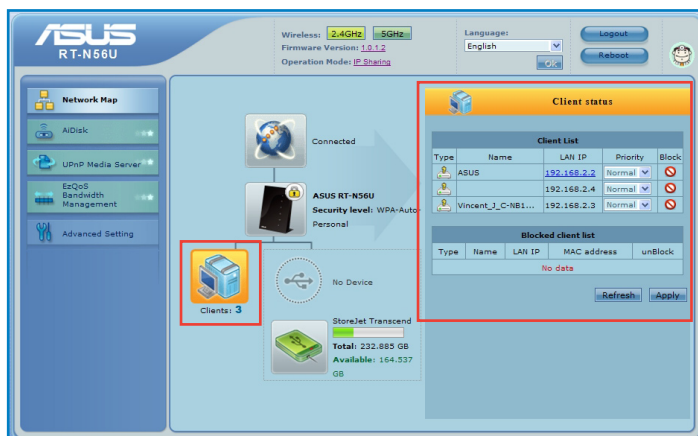 ASUS
RT-N56U
Wireless: 2.4GHz 5GHz
Firmware Version: 1.0.1.2
Operation Mode: IP Sharing
Language:
English
OK
Logout
Reboot
Network Map
AiDisk
UPnP Media Server
EzQoS
Bandwidth
Management
Advanced Setting
Connected
ASUS RT-N56U
Security level: WPA-Auto-
Personal
Clients: 3
No Device
StoreJet Transcend
Total: 232.885 GB
Available: 164.537
GB
Client status
Client List
Type Name LAN IP Priority Block
ASUS 192.168.2.2 Normal
192.168.2.4 Normal
Vincent_J_C-NB1... 192.168.2.3 Normal
Blocked client list
Type Name LAN IP MAC address unBlock
No data
Refresh Apply